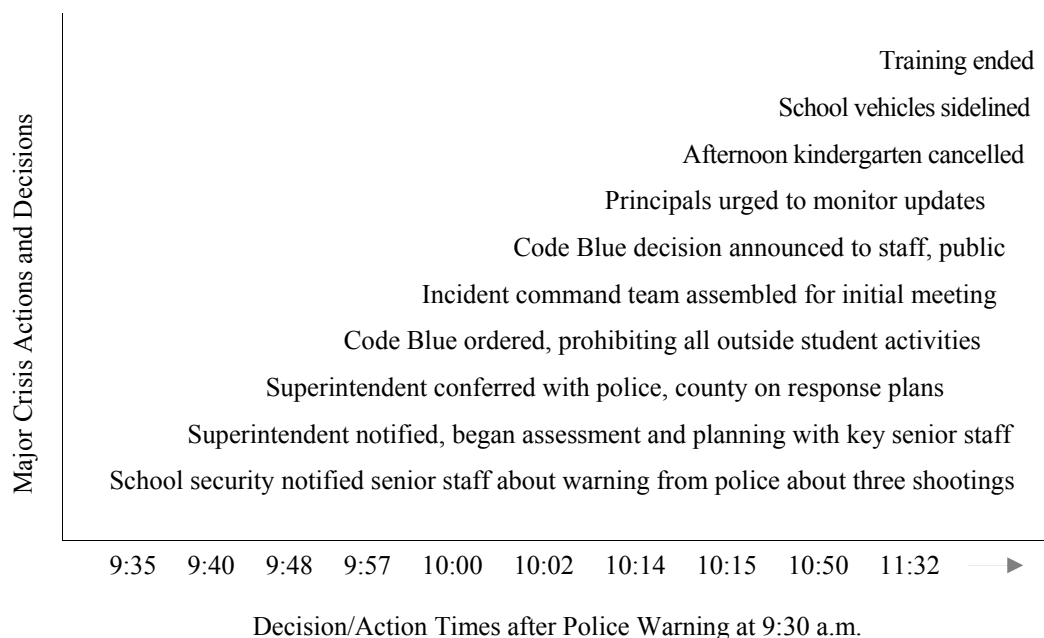 Major Crisis Actions and Decisions
Training ended
School vehicles sidelined
Afternoon kindergarten cancelled
Principals urged to monitor updates
Code Blue decision announced to staff, public
Incident command team assembled for initial meeting
Code Blue ordered, prohibiting all outside student activities
Superintendent conferred with police, county on response plans
Superintendent notified, began assessment and planning with key senior staff
School security notified senior staff about warning from police about three shootings
9:35 9:40 9:48 9:57 10:00 10:02 10:14 10:15 10:50 11:32
Decision/Action Times after Police Warning at 9:30 a.m.